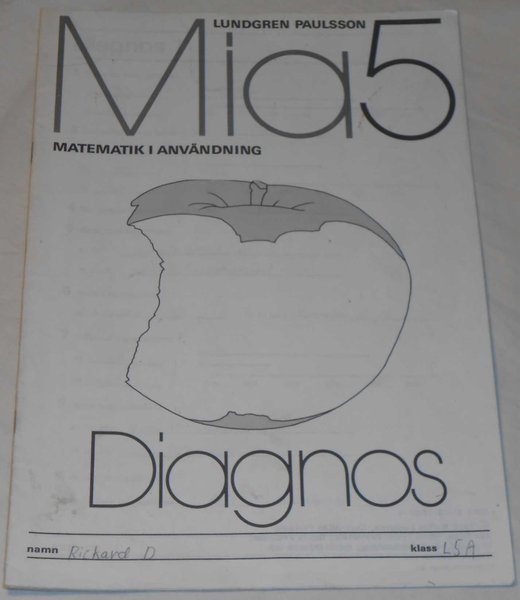 LUNDGREN PAULSSON
Mia5
MATEMATIK I ANVÄNDNING
Diagnos
namn Richard D klass L5A